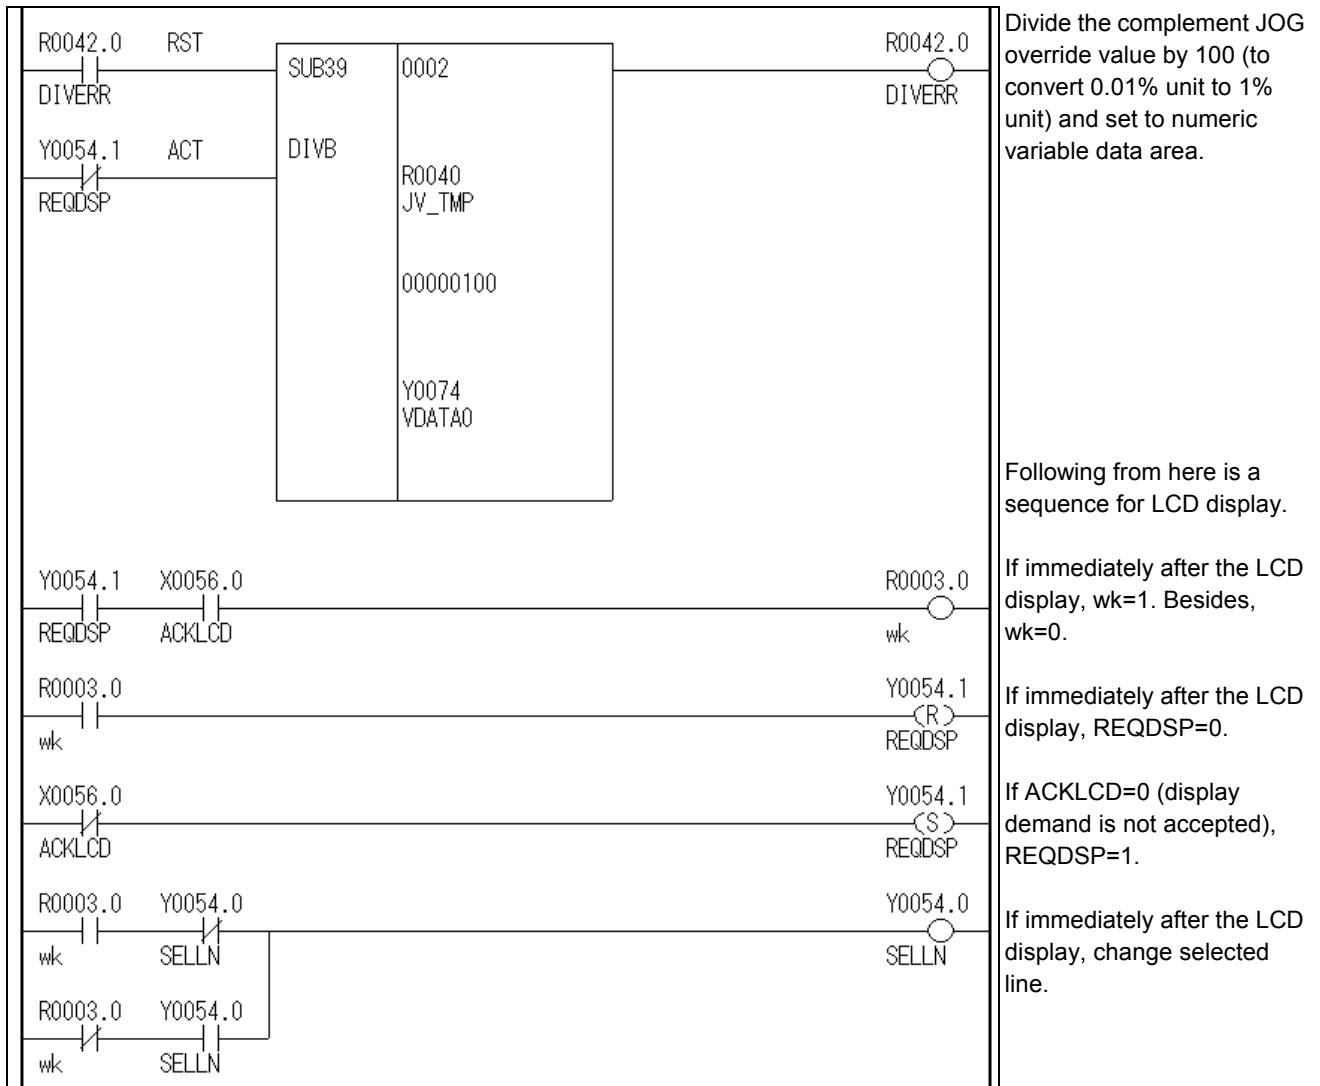 R0042.0 RST R0042.0
SUB39 0002
DIVERR DIVERR
Y0054.1 ACT DIVB
R0040
REQDSP JV_TMP
00000100
Y0074
VDATA0
Divide the complement JOG
override value by 100 (to
convert 0.01% unit to 1%
unit) and set to numeric
variable data area.
Following from here is a
sequence for LCD display.
Y0054.1 X0056.0 R0003.0
REQDSP ACKLCD wk
If immediately after the LCD
display, wk=1. Besides,
wk=0.
R0003.0 Y0054.1
(R)
wk REQDSP
If immediately after the LCD
display, REQDSP=0.
X0056.0 Y0054.1
(S)
ACKLCD REQDSP
If ACKLCD=0 (display
demand is not accepted),
REQDSP=1.
R0003.0 Y0054.0 Y0054.0
wk SELLN SELLN
If immediately after the LCD
display, change selected
line.
R0003.0 Y0054.0
wk SELLN